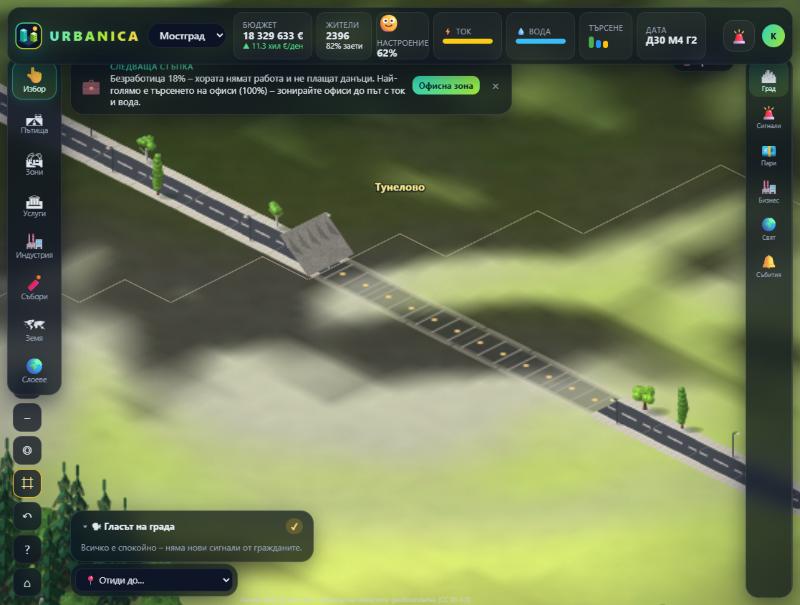 URBANICA
Мостград
БЮДЖЕТ
18 329 633 €
▲ 11.3 хил €/ден
ЖИТЕЛИ
2396
82% заети
НАСТРОЕНИЕ
62%
ТОК
ВОДА
ТЪРСЕНЕ
ДАТА
Д30 М4 Г2
К
СЛЕДВАЩА СТЪПКА
Безработица 18% – хората нямат работа и не плащат данъци. Най-
голямо е търсенето на офиси (100%) – зонирайте офиси до път с ток
и вода.
Офисна зона
×
Избор
Пътища
Зони
Услуги
Индустрия
Събори
Земя
Слоеве
Град
Сигнали
Пари
Бизнес
Свят
Събития
Тунелово
–
?
Гласът на града
✓
Всичко е спокойно – няма нови сигнали от гражданите.
Отиди до...